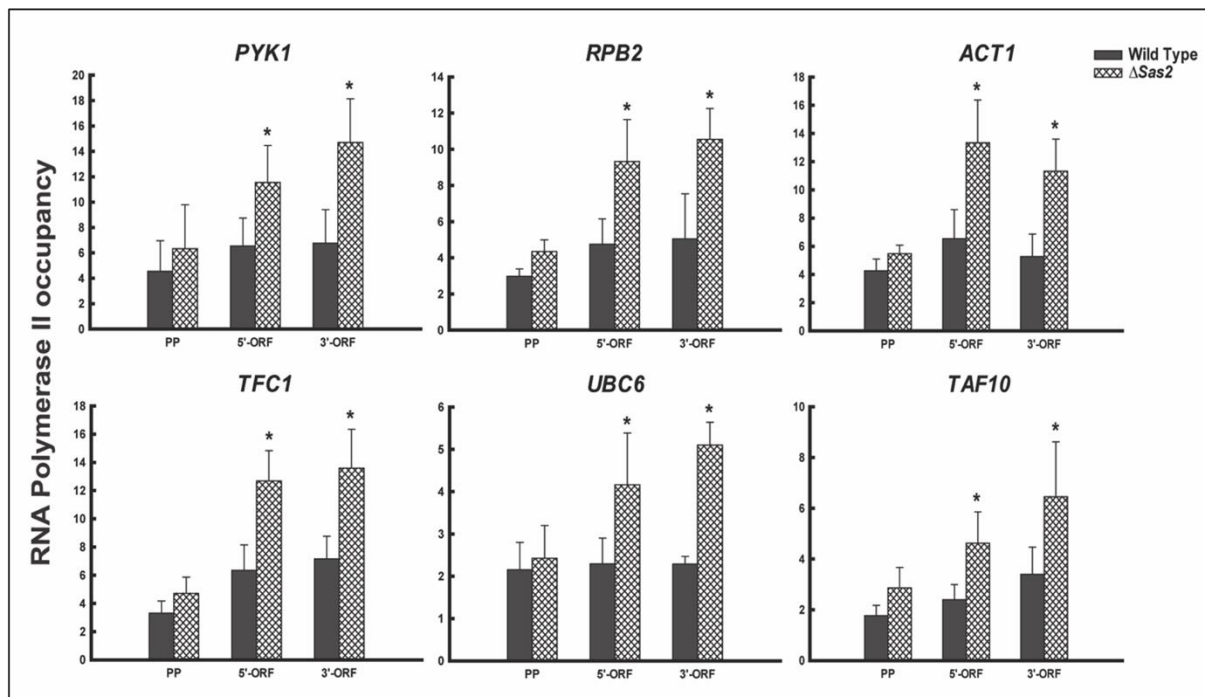 PYK1
RPB2
ACT1
Wild Type
ΔSas2
RNA Polymerase II occupancy
20
18
16
14
12
10
8
6
4
2
0
*
*
PP
5'-ORF
3'-ORF
14
12
10
8
6
4
2
0
*
*
PP
5'-ORF
3'-ORF
18
16
14
12
10
8
6
4
2
0
*
*
PP
5'-ORF
3'-ORF
TFC1
UBC6
TAF10
18
16
14
12
10
8
6
4
2
0
*
*
PP
5'-ORF
3'-ORF
6
5
4
3
2
1
0
*
*
PP
5'-ORF
3'-ORF
10
8
6
4
2
0
*
*
PP
5'-ORF
3'-ORF